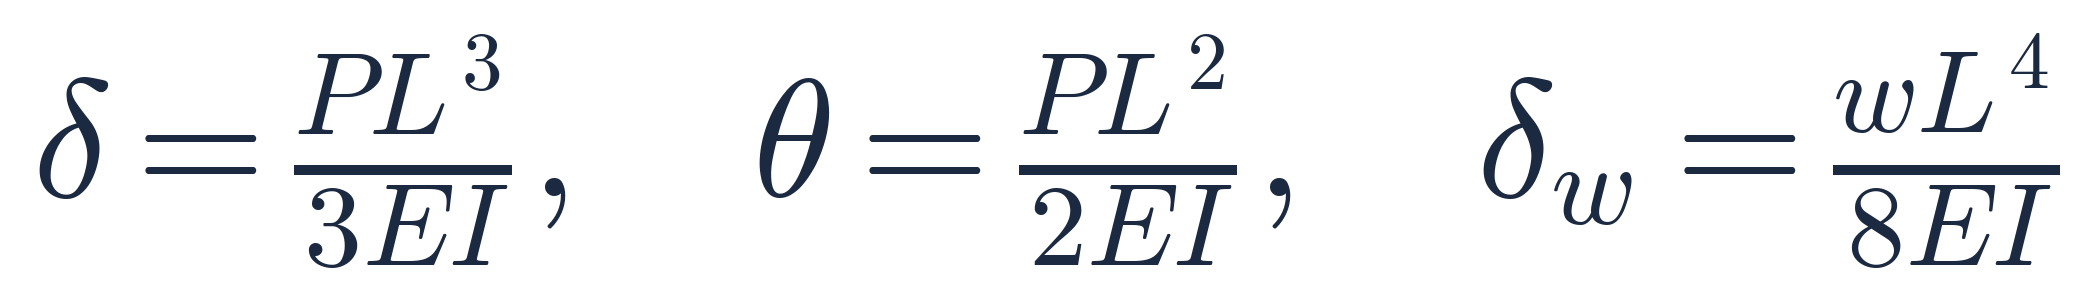 δ = PL³/3EI, θ = PL²/2EI, δ_w = wL⁴/8EI